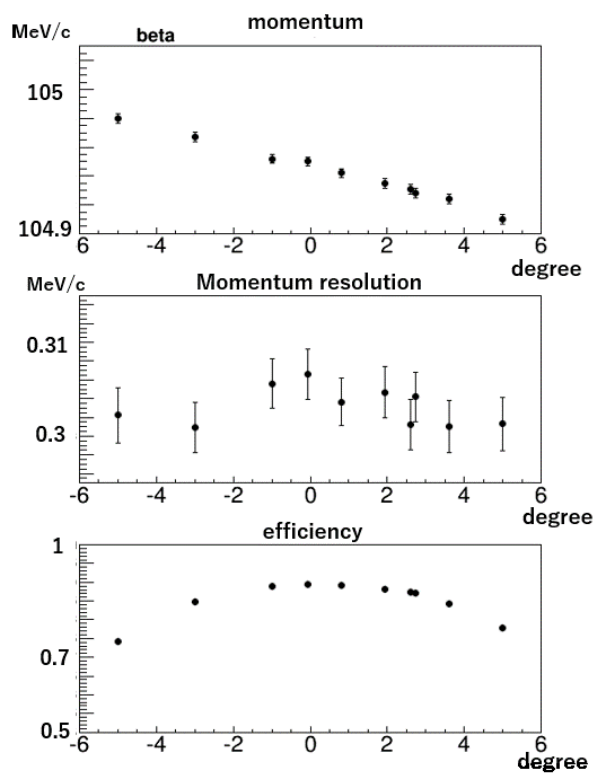 MeV/c
beta
momentum
105
104.9
6 -4 -2 0 2 4 6
degree
MeV/c
Momentum resolution
0.31
0.3
-6 -4 -2 0 2 4 6
degree
efficiency
1
0.7
0.5
-6 -4 -2 0 2 4 6
degree